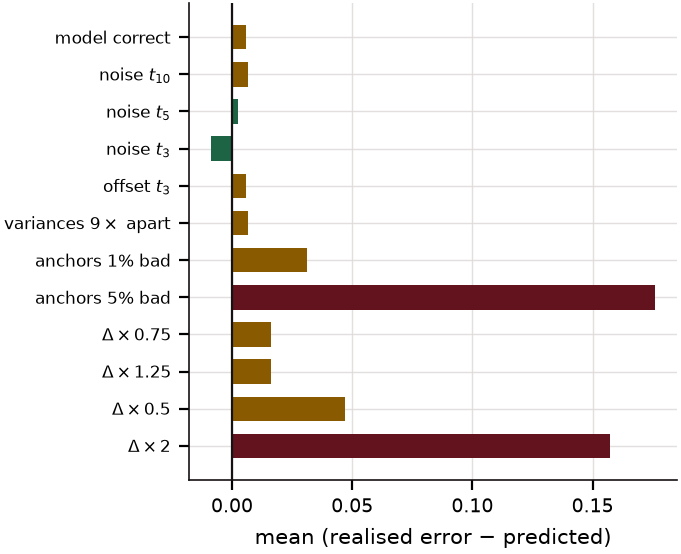 model correct
noise t₁₀
noise t₅
noise t₃
offset t₃
variances 9× apart
anchors 1% bad
anchors 5% bad
Δ × 0.75
Δ × 1.25
Δ × 0.5
Δ × 2
0.00 0.05 0.10 0.15
mean (realised error − predicted)